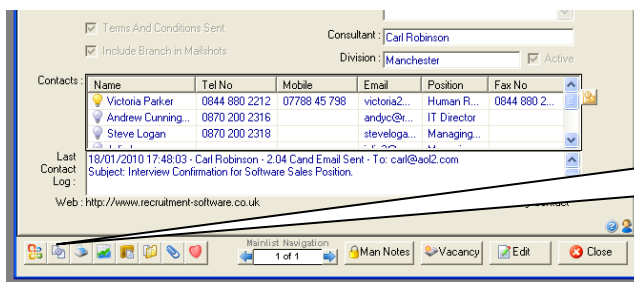 Terms And Conditions Sent
Include Branch in Mailshots
Consultant : Carl Robinson
Division : Manchester
Active
Contacts :
Name Tel No Mobile Email Position Fax No
Victoria Parker 0844 880 2212 07788 45 798 victoria2... Human R... 0844 880 2...
Andrew Cunning... 0870 200 2316 andyc@r... IT Director
Steve Logan 0870 200 2318 steveloga... Managing...
Last Contact Log :
18/01/2010 17:48:03 - Carl Robinson - 2.04 Cand Email Sent - To: carl@aol2.com
Subject: Interview Confirmation for Software Sales Position.
Web : http://www.recruitment-software.co.uk
Mainlist Navigation
1 of 1
Man Notes
Vacancy
Edit
Close